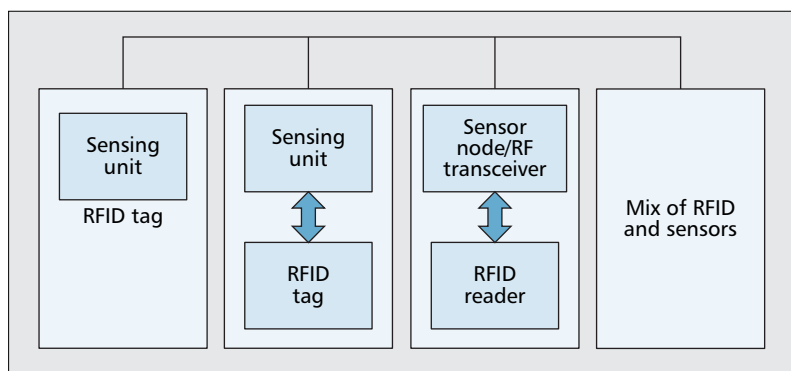 Sensing
unit
RFID tag
Sensing
unit
RFID
tag
Sensor
node/RF
transceiver
RFID
reader
Mix of RFID
and sensors